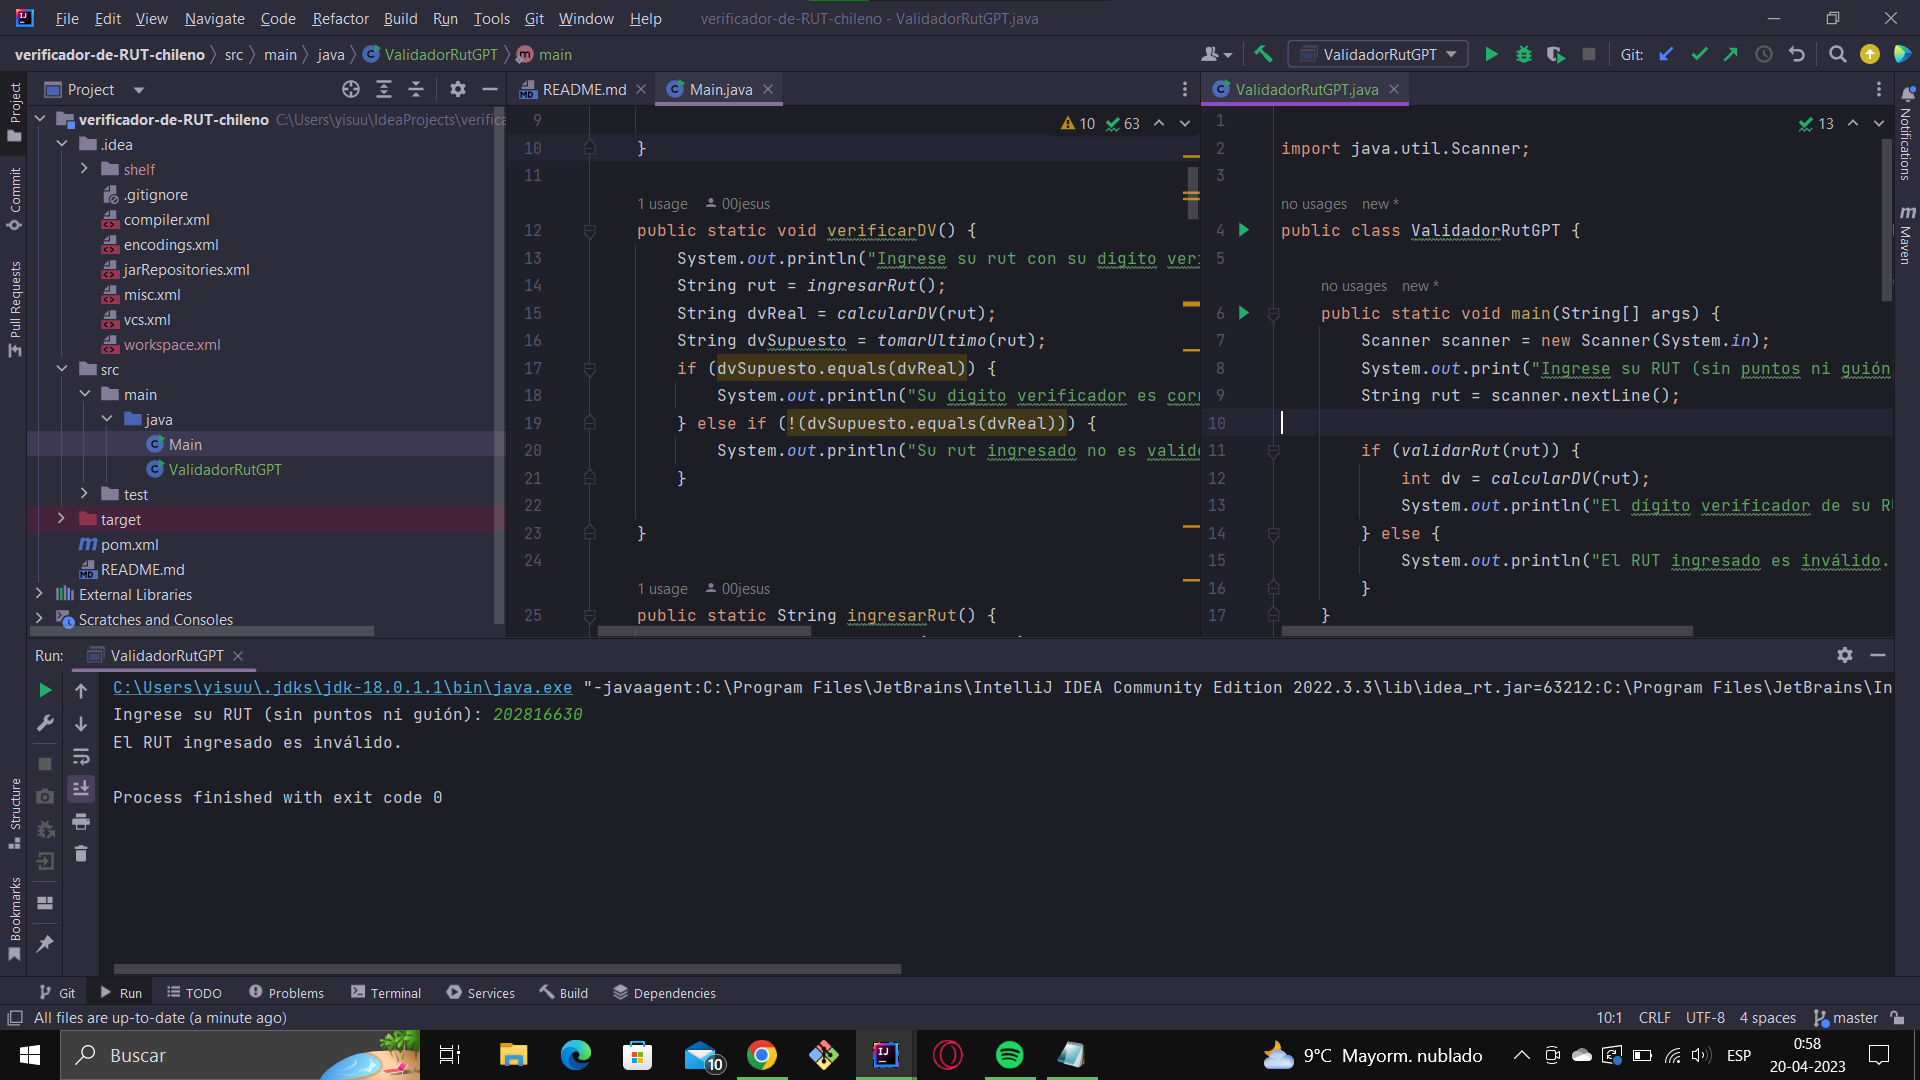 File Edit View Navigate Code Refactor Build Run Tools Git Window Help verificador-de-RUT-chileno - ValidadorRutGPT.java
verificador-de-RUT-chileno src main java ValidadorRutGPT main
ValidadorRutGPT Git:
Project
README.md Main.java
ValidadorRutGPT.java
verificador-de-RUT-chileno C:\Users\yisuu\IdeaProjects\verifica
.idea
shelf
.gitignore
compiler.xml
encodings.xml
jarRepositories.xml
misc.xml
vcs.xml
workspace.xml
src
main
java
Main
ValidadorRutGPT
test
target
pom.xml
README.md
External Libraries
Scratches and Consoles
Project
Commit
Pull Requests
Structure
Bookmarks
9
10 63
10 }
11
1 usage 00jesus
12 public static void verificarDV() {
13 System.out.println("Ingrese su rut con su digito veri
14 String rut = ingresarRut();
15 String dvReal = calcularDV(rut);
16 String dvSupuesto = tomarUltimo(rut);
17 if (dvSupuesto.equals(dvReal)) {
18 System.out.println("Su digito verificador es corr
19 } else if (!(dvSupuesto.equals(dvReal))) {
20 System.out.println("Su rut ingresado no es valido
21 }
22
23 }
24
1 usage 00jesus
25 public static String ingresarRut() {
1
13
2 import java.util.Scanner;
3
no usages new *
4 public class ValidadorRutGPT {
5
no usages new *
6 public static void main(String[] args) {
7 Scanner scanner = new Scanner(System.in);
8 System.out.print("Ingrese su RUT (sin puntos ni guión
9 String rut = scanner.nextLine();
10
11 if (validarRut(rut)) {
12 int dv = calcularDV(rut);
13 System.out.println("El dígito verificador de su RU
14 } else {
15 System.out.println("El RUT ingresado es inválido.
16 }
17 }
Notifications
Maven
Run: ValidadorRutGPT
C:\Users\yisuu\.jdks\jdk-18.0.1.1\bin\java.exe "-javaagent:C:\Program Files\JetBrains\IntelliJ IDEA Community Edition 2022.3.3\lib\idea_rt.jar=63212:C:\Program Files\JetBrains\In
Ingrese su RUT (sin puntos ni guión): 202816630
El RUT ingresado es inválido.
Process finished with exit code 0
Git Run TODO Problems Terminal Services Build Dependencies
All files are up-to-date (a minute ago)
10:1 CRLF UTF-8 4 spaces master
Buscar
10
9°C Mayorm. nublado
ESP
0:58
20-04-2023